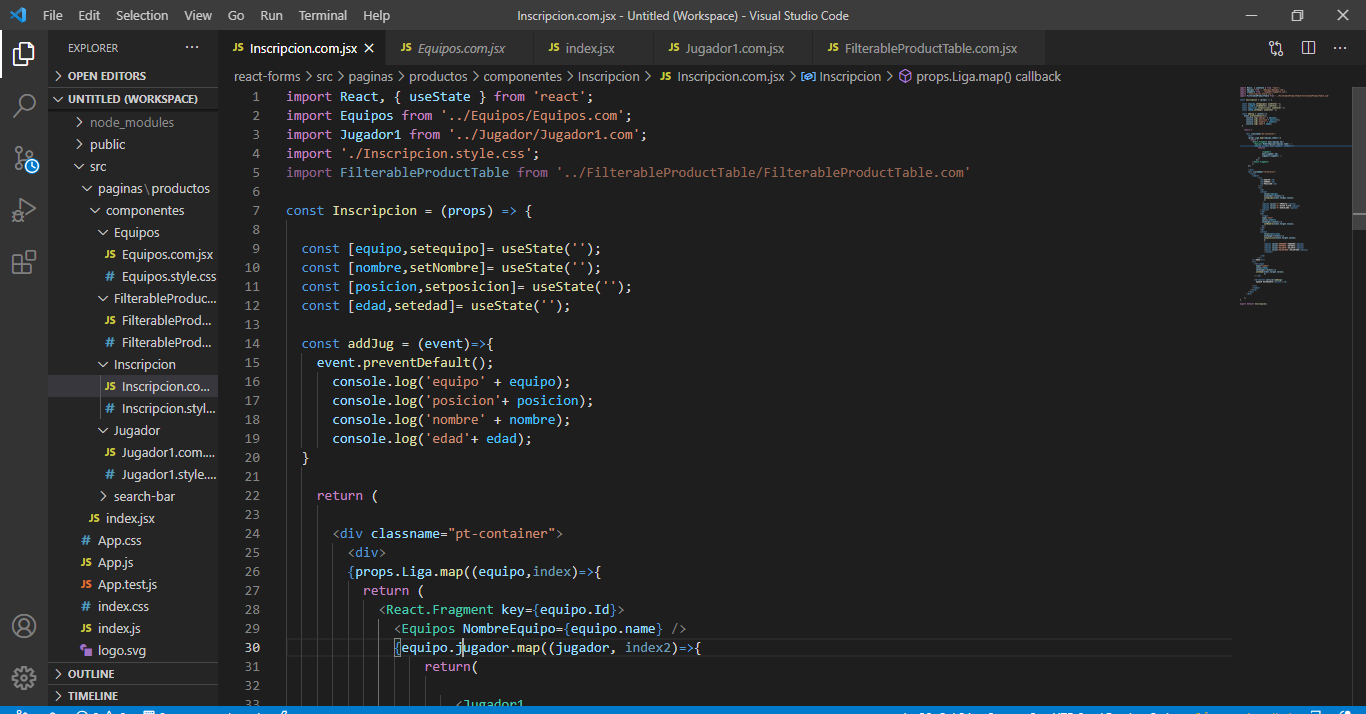 File Edit Selection View Go Run Terminal Help
Inscripcion.com.jsx - Untitled (Workspace) - Visual Studio Code
EXPLORER
OPEN EDITORS
UNTITLED (WORKSPACE)
node_modules
public
src
paginas\productos
componentes
Equipos
JS Equipos.com.jsx
# Equipos.style.css
FilterableProduc...
JS FilterableProd...
# FilterableProd...
Inscripcion
JS Inscripcion.co...
# Inscripcion.styl...
Jugador
JS Jugador1.com....
# Jugador1.style....
search-bar
JS index.jsx
# App.css
JS App.js
JS App.test.js
# index.css
JS index.js
logo.svg
OUTLINE
TIMELINE
JS Inscripcion.com.jsx
JS Equipos.com.jsx
JS index.jsx
JS Jugador1.com.jsx
JS FilterableProductTable.com.jsx
react-forms > src > paginas > productos > componentes > Inscripcion > JS Inscripcion.com.jsx > Inscripcion > props.Liga.map() callback
1 import React, { useState } from 'react';
2 import Equipos from '../Equipos/Equipos.com';
3 import Jugador1 from '../Jugador/Jugador1.com';
4 import './Inscripcion.style.css';
5 import FilterableProductTable from '../FilterableProductTable/FilterableProductTable.com'
6
7 const Inscripcion = (props) => {
8
9 const [equipo,setequipo]= useState('');
10 const [nombre,setNombre]= useState('');
11 const [posicion,setposicion]= useState('');
12 const [edad,setedad]= useState('');
13
14 const addJug = (event)=>{
15 event.preventDefault();
16 console.log('equipo' + equipo);
17 console.log('posicion'+ posicion);
18 console.log('nombre' + nombre);
19 console.log('edad'+ edad);
20 }
21
22 return (
23
24 <div classname="pt-container">
25 <div>
26 {props.Liga.map((equipo,index)=>{
27 return (
28 <React.Fragment key={equipo.Id}>
29 <Equipos NombreEquipo={equipo.name} />
30 {equipo.jugador.map((jugador, index2)=>{
31 return(
32
33 <Jugador1